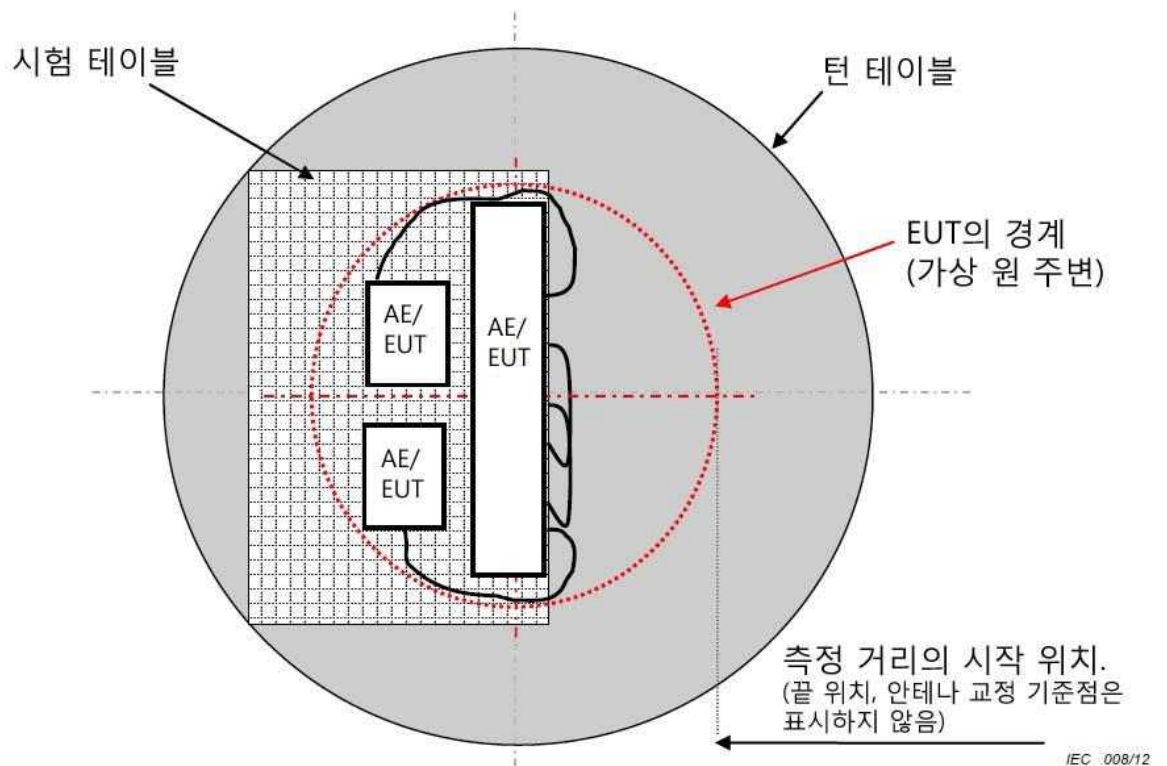 시험 테이블
턴 테이블
EUT의 경계
(가상 원 주변)
AE/
EUT
AE/
EUT
AE/
EUT
측정 거리의 시작 위치.
(끝 위치, 안테나 교정 기준점은
표시하지 않음)
IEC 008/12